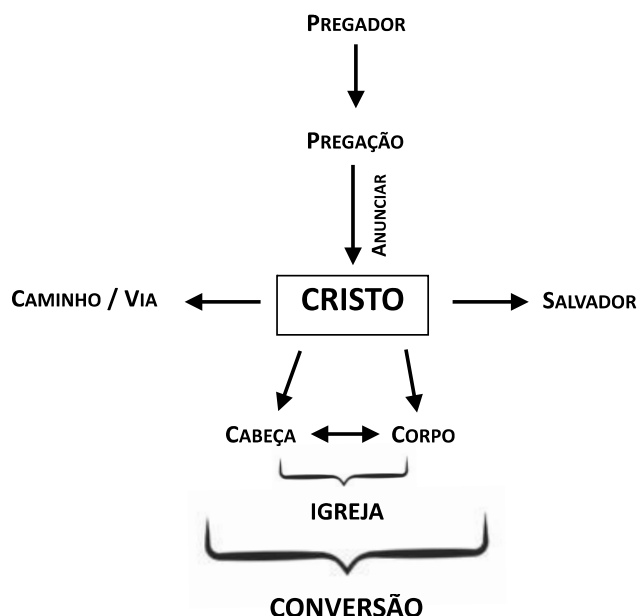 PREGADOR
PREGAÇÃO
ANUNCIAR
CAMINHO / VIA
CRISTO
SALVADOR
CABEÇA
CORPO
IGREJA
CONVERSÃO